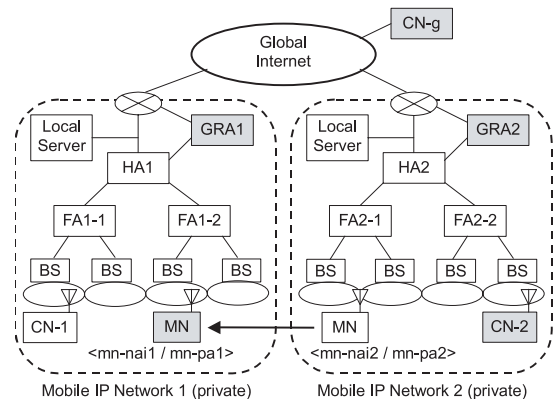 CN-g
Global
Internet
Local
Server
GRA1
HA1
FA1-1
FA1-2
BS
BS
BS
BS
CN-1
MN
<mn-nai1 / mn-pa1>
Mobile IP Network 1 (private)
Local
Server
GRA2
HA2
FA2-1
FA2-2
BS
BS
BS
BS
MN
CN-2
<mn-nai2 / mn-pa2>
Mobile IP Network 2 (private)